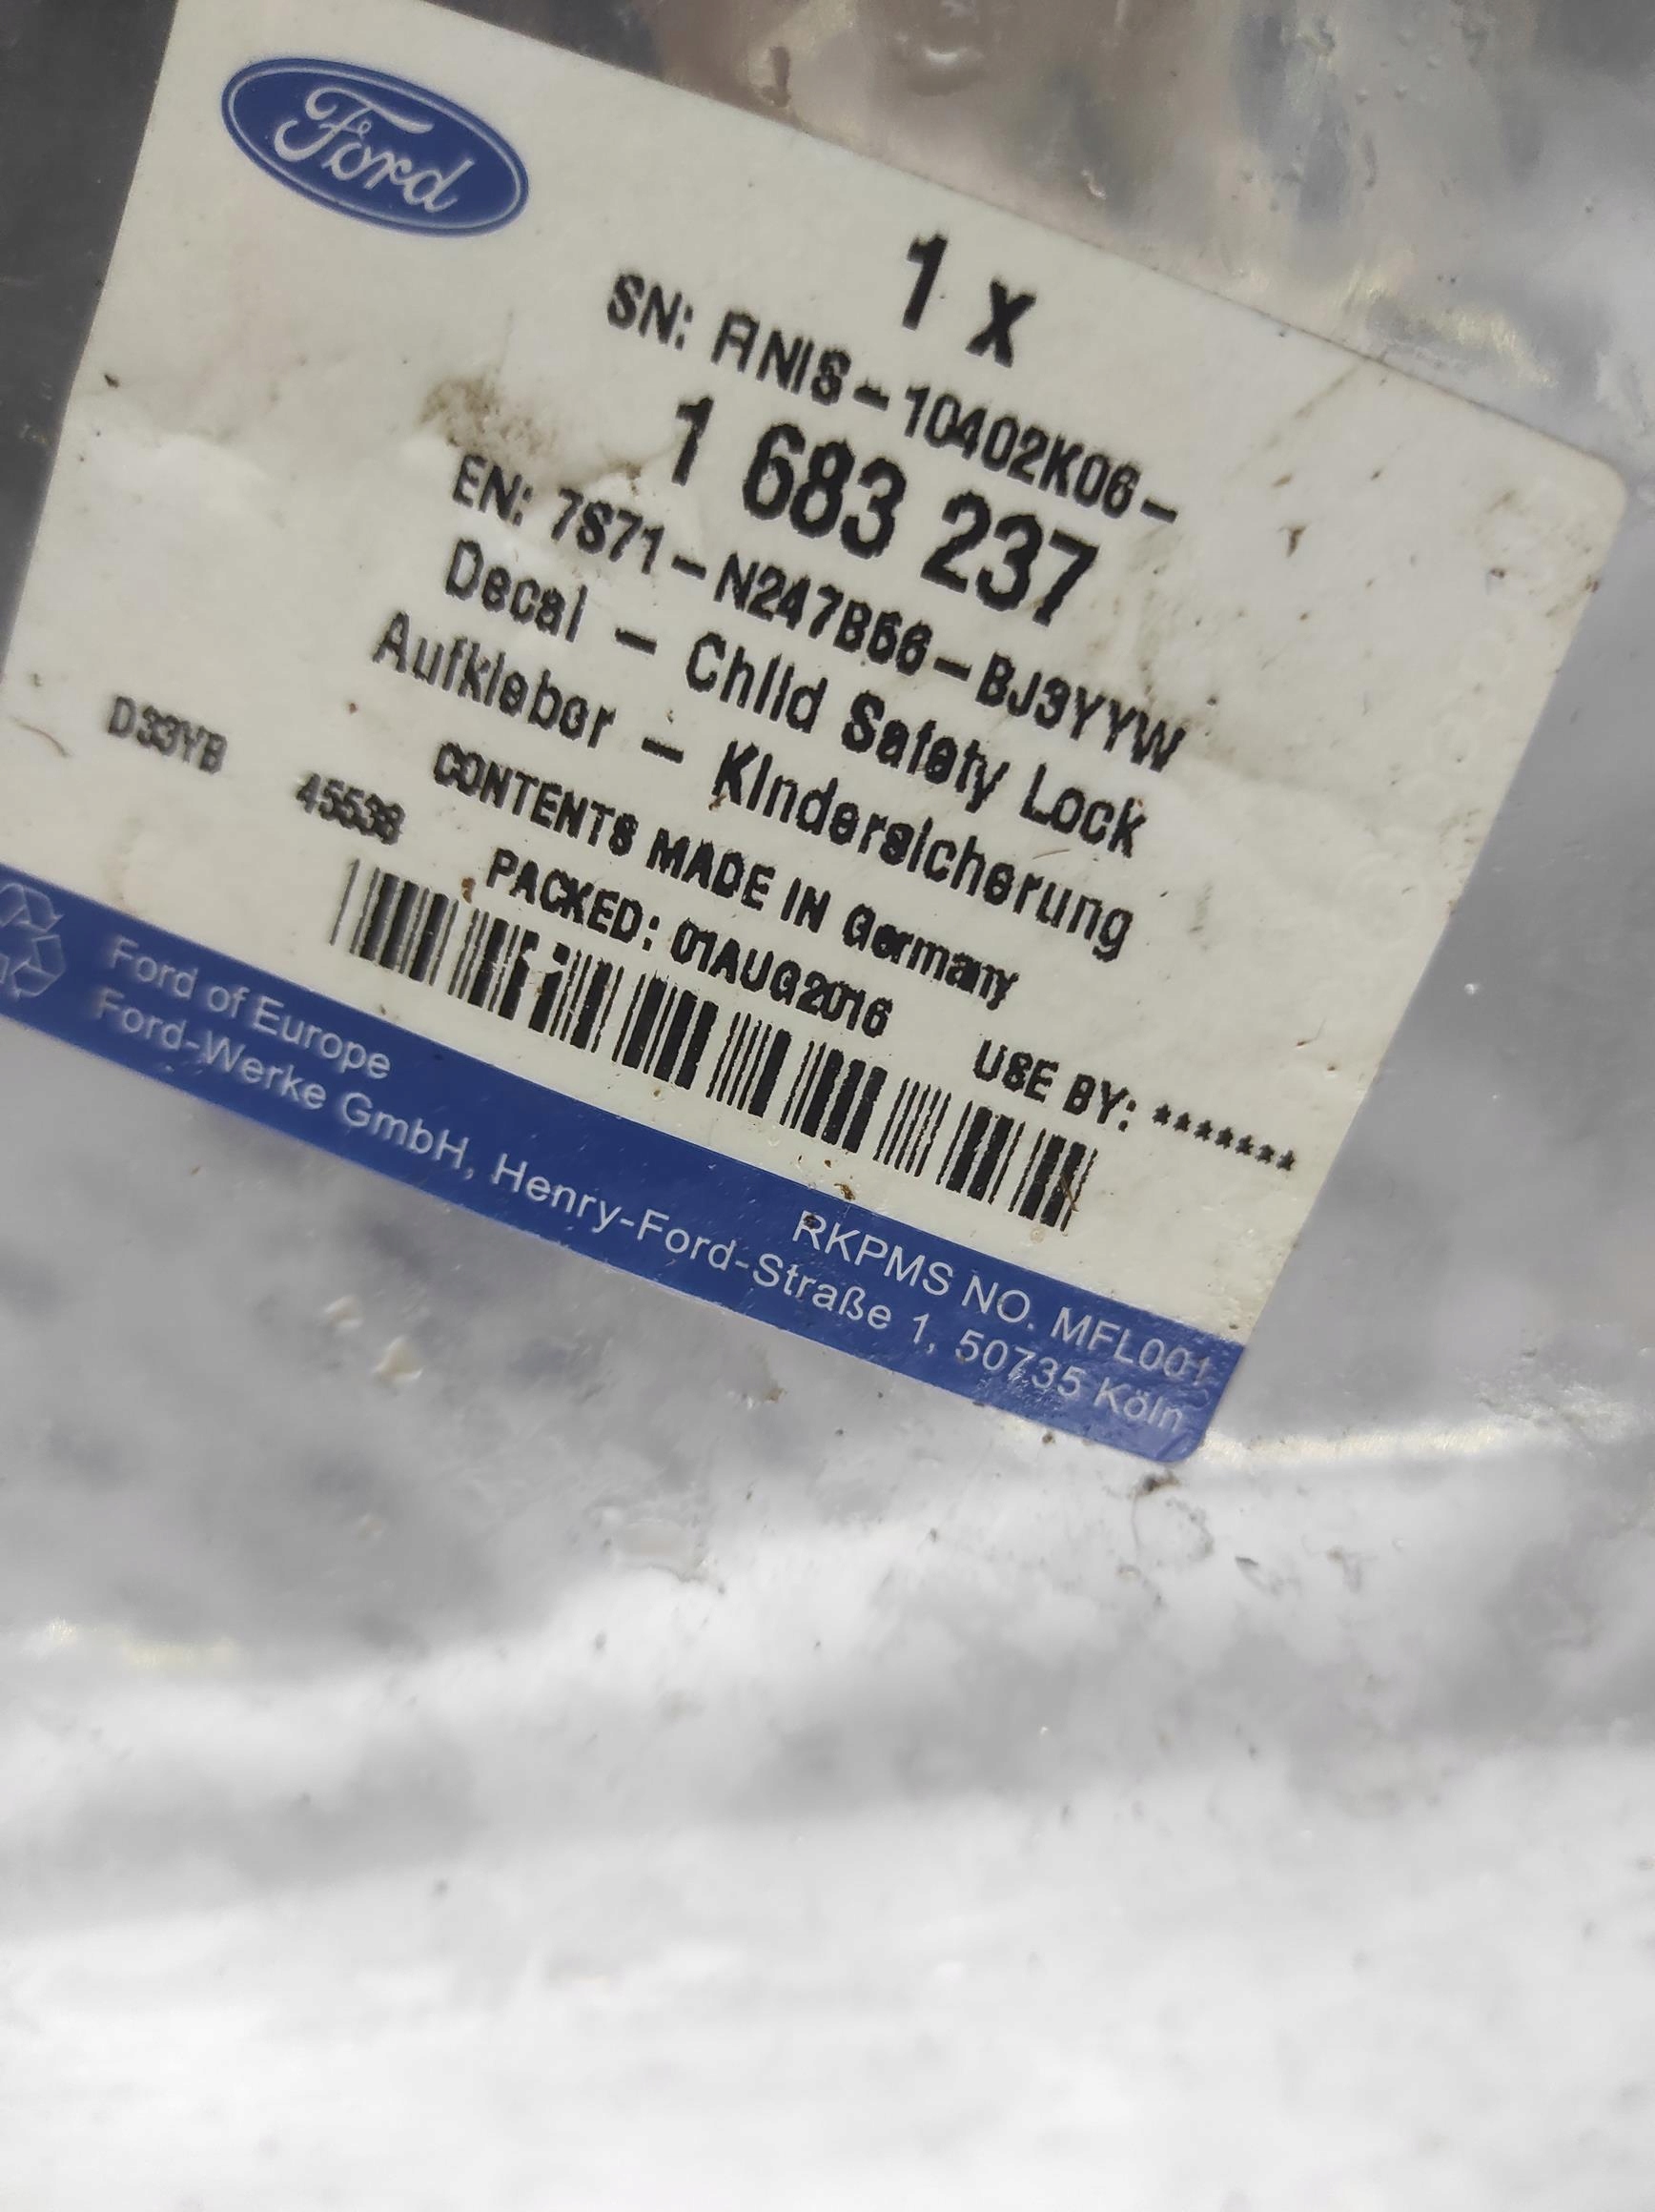 Ford
1 x
SN: FINIS-10402K06-
1 683 237
EN: 7S71-N247B66-BJ3YYW
Decal - Child Safety Lock
Aufkleber - Kindersicherung
CONTENTS MADE IN Germany
D33YB 45538 PACKED: 01AUG2016 USE BY: *******
RKPMS NO. MFL001
Ford of Europe
Ford-Werke GmbH, Henry-Ford-Straße 1, 50735 Köln